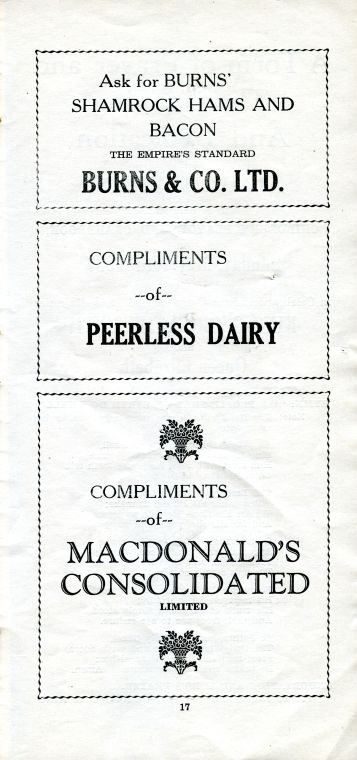 Ask for BURNS'
SHAMROCK HAMS AND
BACON
THE EMPIRE'S STANDARD
BURNS & CO. LTD.
COMPLIMENTS
--of--
PEERLESS DAIRY
COMPLIMENTS
--of--
MACDONALD'S
CONSOLIDATED
LIMITED
17